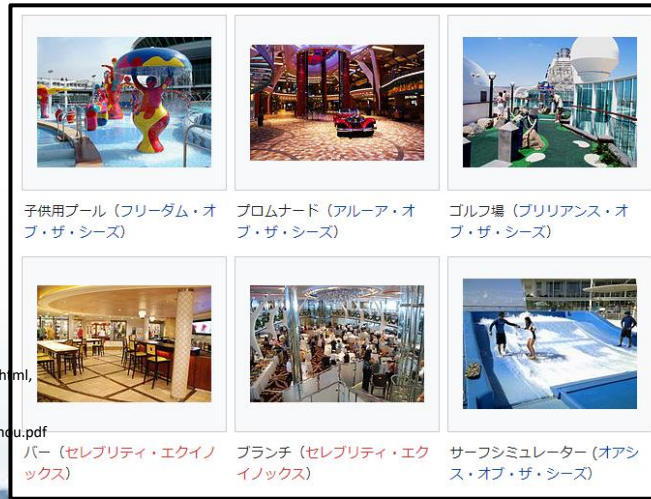 子供用プール（フリーダム・オ
ブ・ザ・シーズ）
プロムナード（アルーア・オ
ブ・ザ・シーズ）
ゴルフ場（ブリリアンス・オ
ブ・ザ・シーズ）
html,
ou.pdf
バー（セレブリティ・エクイノ
ックス）
ブランチ（セレブリティ・エク
イノックス）
サーフシミュレーター (オアシ
ス・オブ・ザ・シーズ）